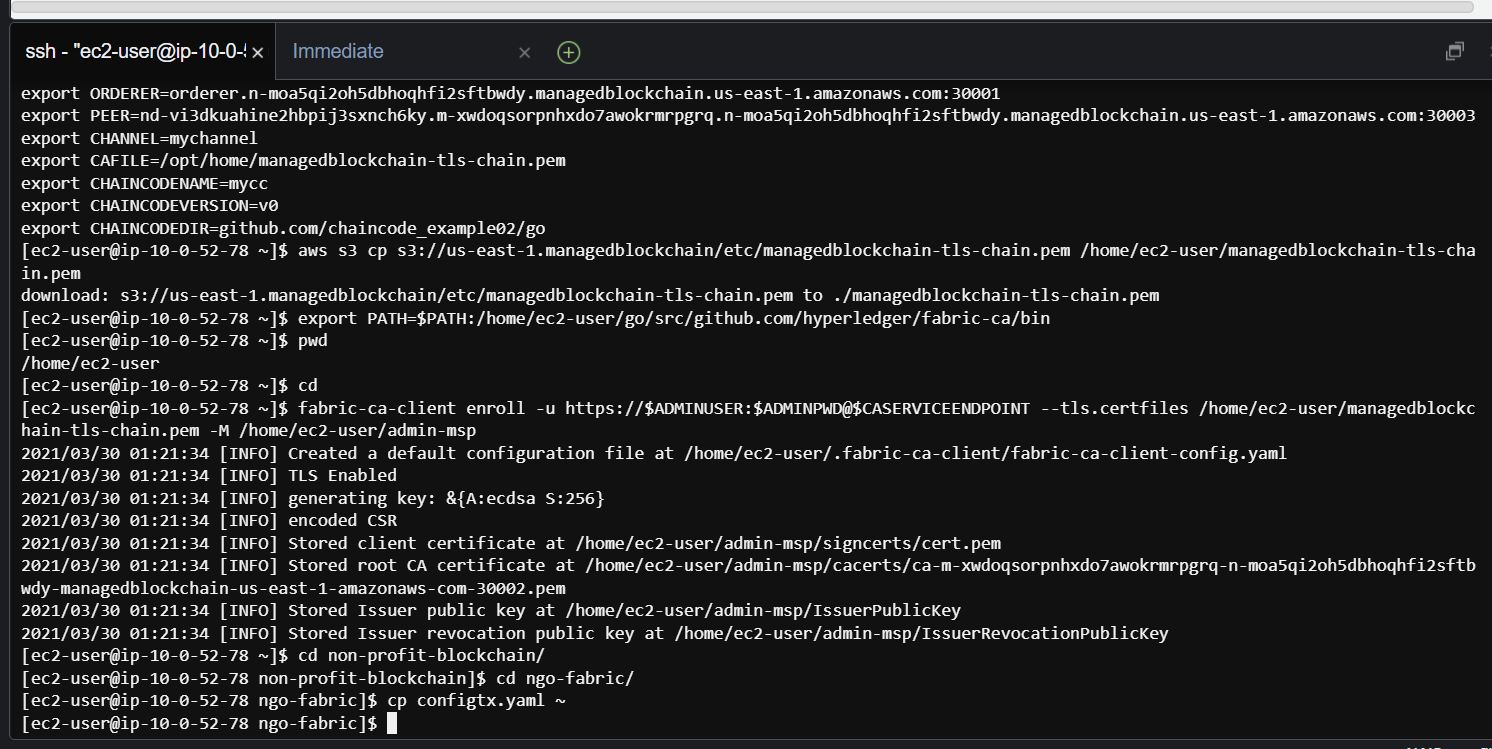 ssh - "ec2-user@ip-10-0-5
Immediate
export ORDERER=orderer.n-moa5qi2oh5dbhoqhfi2sftbwdy.managedblockchain.us-east-1.amazonaws.com:30001
export PEER=nd-vi3dkuahine2hbpij3sxnch6ky.m-xwdoqsorpnhxdo7awokrmrpgrq.n-moa5qi2oh5dbhoqhfi2sftbwdy.managedblockchain.us-east-1.amazonaws.com:30003
export CHANNEL=mychannel
export CAFILE=/opt/home/managedblockchain-tls-chain.pem
export CHAINCODENAME=mycc
export CHAINCODEVERSION=v0
export CHAINCODEDIR=github.com/chaincode_example02/go
[ec2-user@ip-10-0-52-78 ~]$ aws s3 cp s3://us-east-1.managedblockchain/etc/managedblockchain-tls-chain.pem /home/ec2-user/managedblockchain-tls-cha
in.pem
download: s3://us-east-1.managedblockchain/etc/managedblockchain-tls-chain.pem to ./managedblockchain-tls-chain.pem
[ec2-user@ip-10-0-52-78 ~]$ export PATH=$PATH:/home/ec2-user/go/src/github.com/hyperledger/fabric-ca/bin
[ec2-user@ip-10-0-52-78 ~]$ pwd
/home/ec2-user
[ec2-user@ip-10-0-52-78 ~]$ cd
[ec2-user@ip-10-0-52-78 ~]$ fabric-ca-client enroll -u https://$ADMINUSER:$ADMINPWD@$CASERVICEENDPOINT --tls.certfiles /home/ec2-user/managedblockc
hain-tls-chain.pem -M /home/ec2-user/admin-msp
2021/03/30 01:21:34 [INFO] Created a default configuration file at /home/ec2-user/.fabric-ca-client/fabric-ca-client-config.yaml
2021/03/30 01:21:34 [INFO] TLS Enabled
2021/03/30 01:21:34 [INFO] generating key: &{A:ecdsa S:256}
2021/03/30 01:21:34 [INFO] encoded CSR
2021/03/30 01:21:34 [INFO] Stored client certificate at /home/ec2-user/admin-msp/signcerts/cert.pem
2021/03/30 01:21:34 [INFO] Stored root CA certificate at /home/ec2-user/admin-msp/cacerts/ca-m-xwdoqsorpnhxdo7awokrmrpgrq-n-moa5qi2oh5dbhoqhfi2sftb
wdy-managedblockchain-us-east-1-amazonaws-com-30002.pem
2021/03/30 01:21:34 [INFO] Stored Issuer public key at /home/ec2-user/admin-msp/IssuerPublicKey
2021/03/30 01:21:34 [INFO] Stored Issuer revocation public key at /home/ec2-user/admin-msp/IssuerRevocationPublicKey
[ec2-user@ip-10-0-52-78 ~]$ cd non-profit-blockchain/
[ec2-user@ip-10-0-52-78 non-profit-blockchain]$ cd ngo-fabric/
[ec2-user@ip-10-0-52-78 ngo-fabric]$ cp configtx.yaml ~
[ec2-user@ip-10-0-52-78 ngo-fabric]$